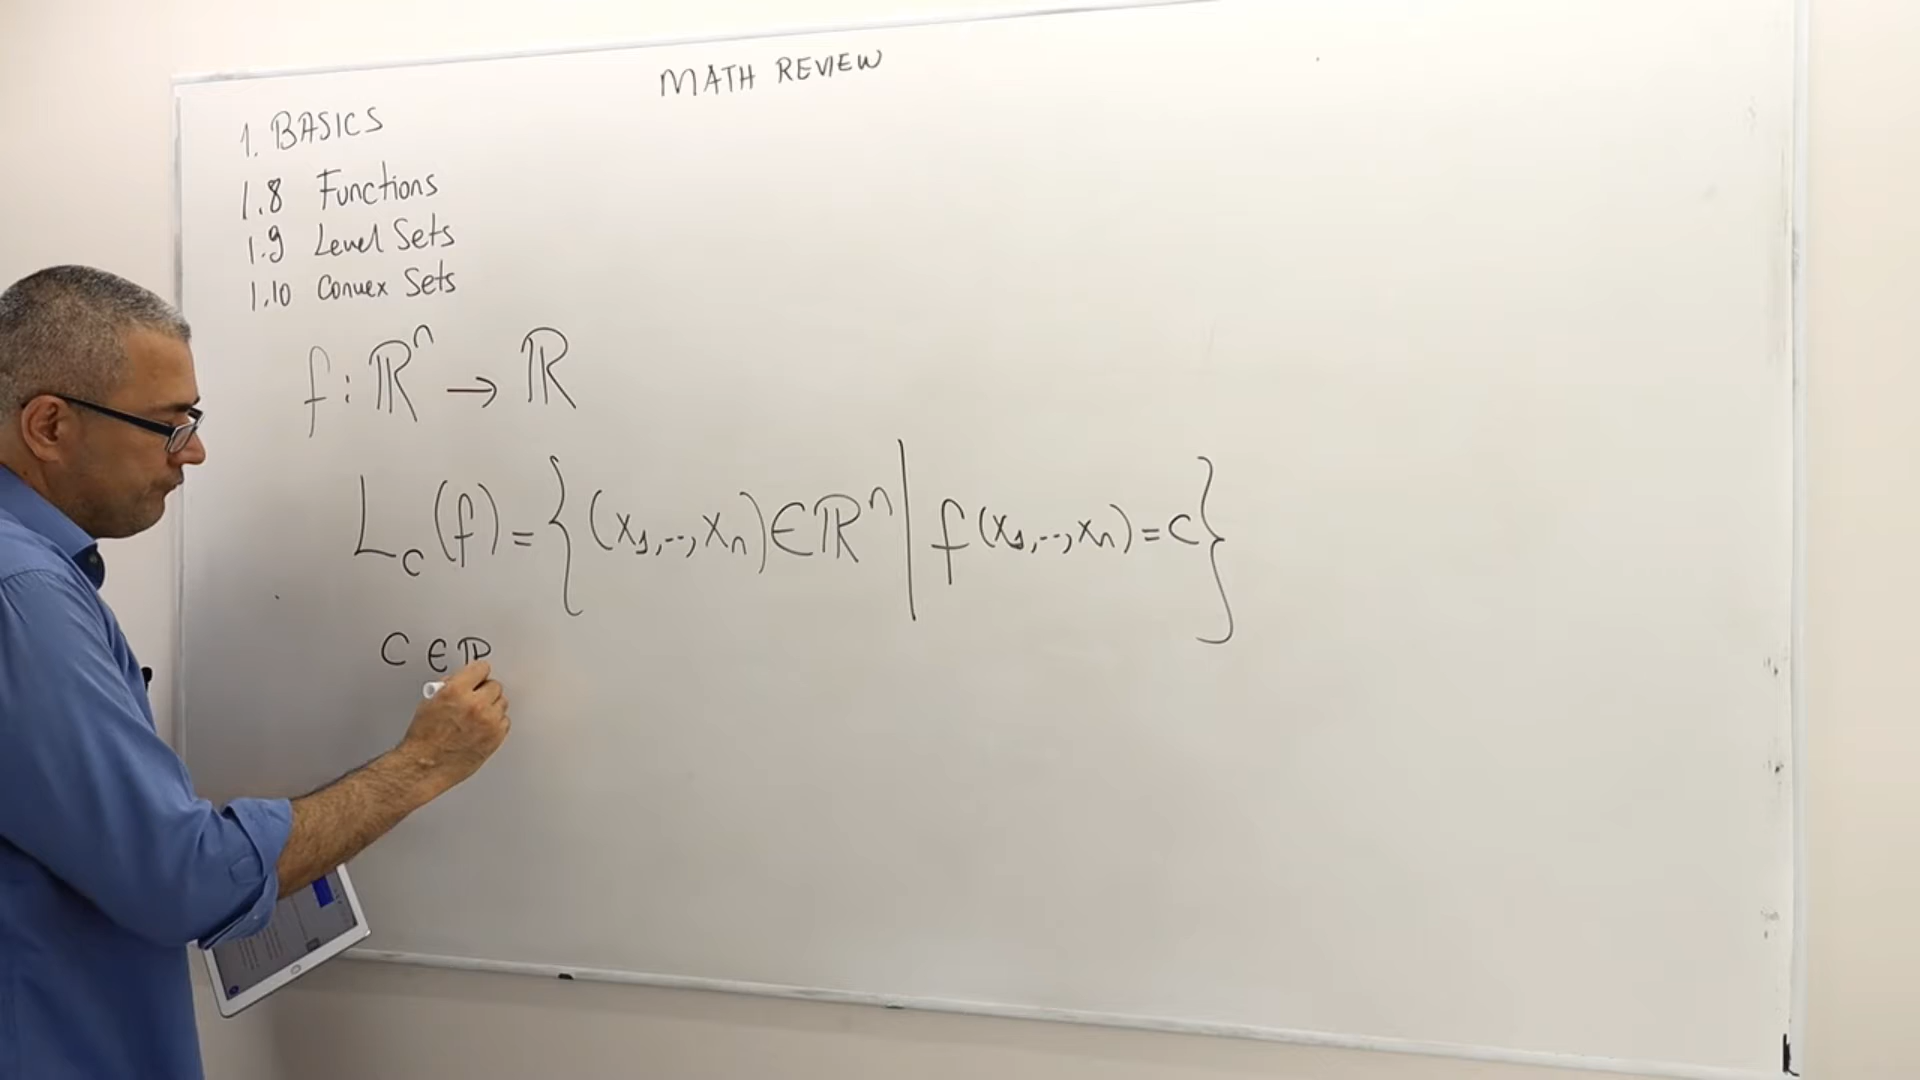 MATH REVIEW
1. BASICS
1.8 Functions
1.9 Level Sets
1.10 Convex Sets
f: ℝⁿ → ℝ
L_c(f) = {(x₁,..,xₙ)∈ℝⁿ | f(x₁,..,xₙ)=c}
C ∈ ℝ